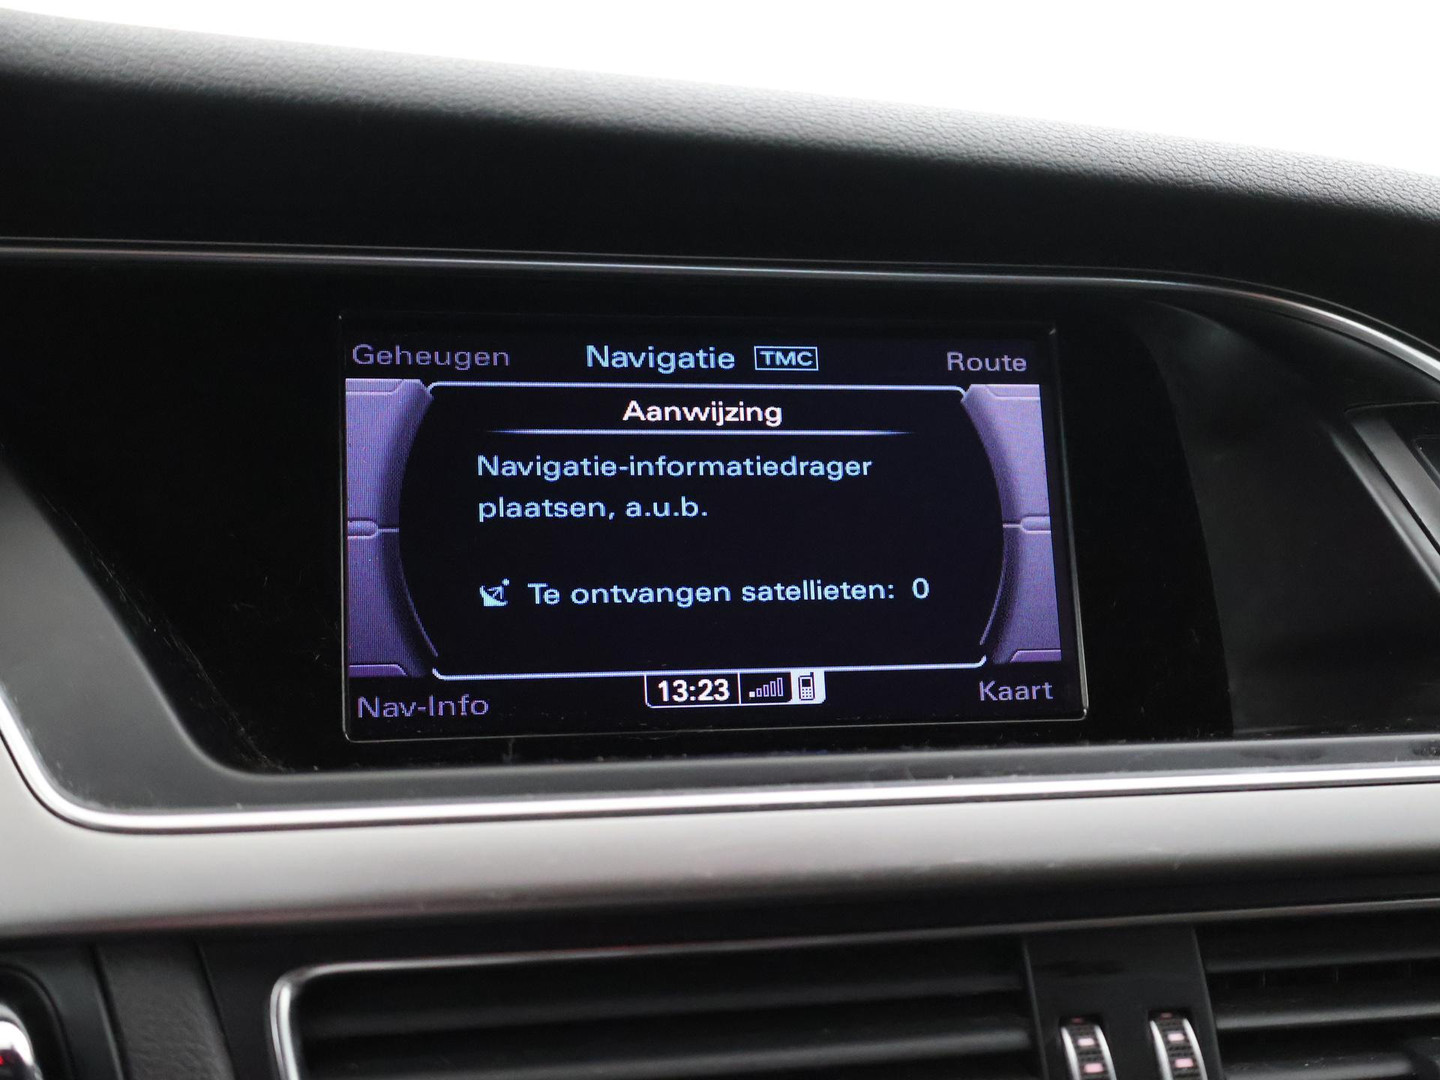 Geheugen Navigatie TMC Route
Aanwijzing
Navigatie-informatiedrager
plaatsen, a.u.b.
Te ontvangen satellieten: 0
Nav-Info 13:23 Kaart